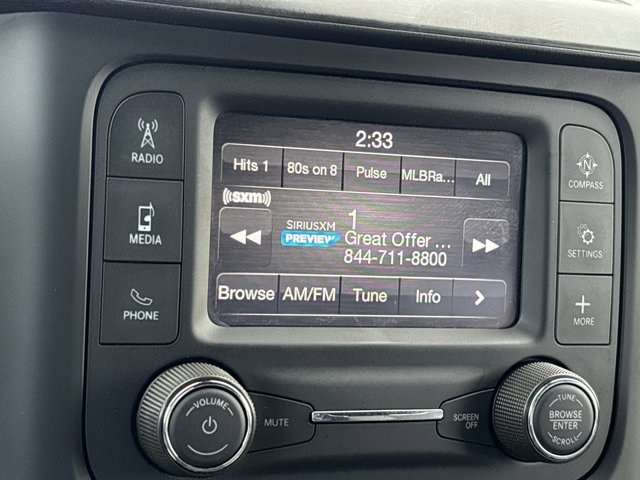 2:33
Hits 1 80s on 8 Pulse MLBRa... All
((sxm))
1
SIRIUSXM
PREVIEW Great Offer ...
844-711-8800
Browse AM/FM Tune Info >
RADIO
MEDIA
PHONE
COMPASS
SETTINGS
+
MORE
VOLUME
MUTE
SCREEN
OFF
TUNE
BROWSE
ENTER
SCROLL